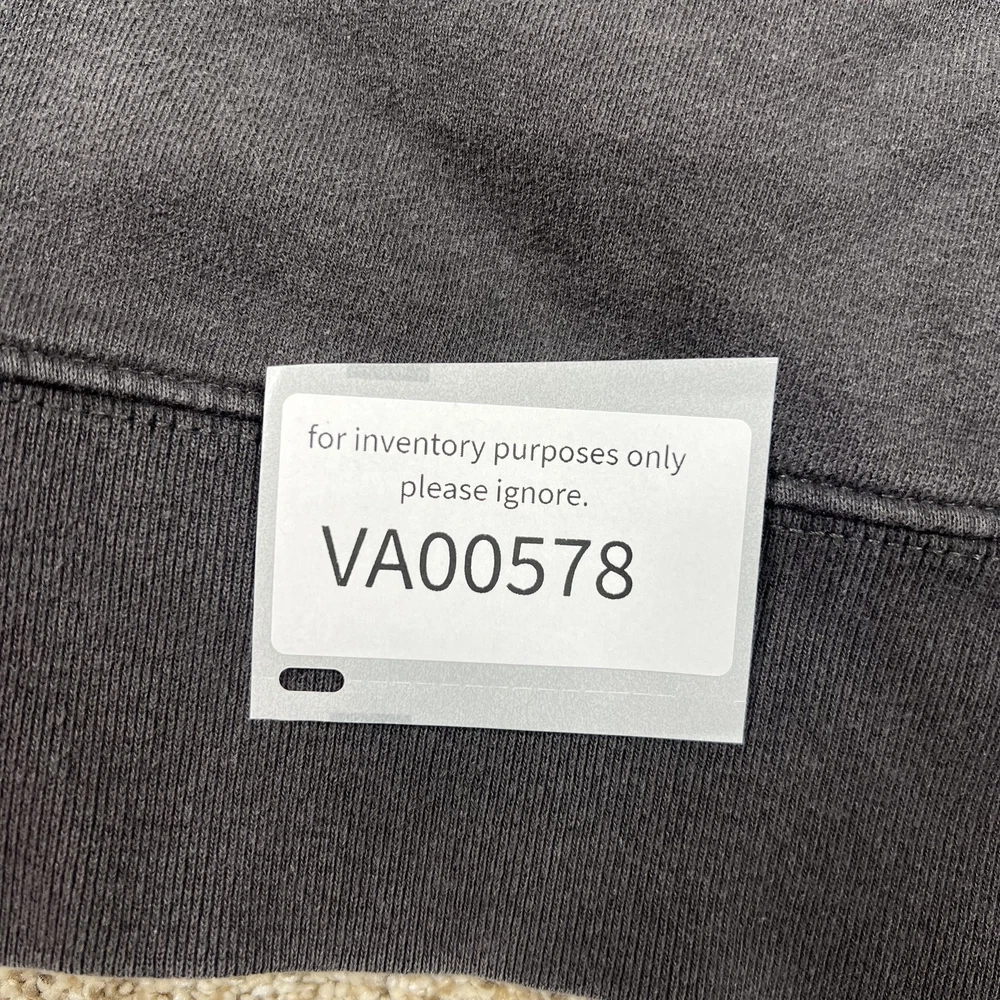 for inventory purposes only
please ignore.
VA00578